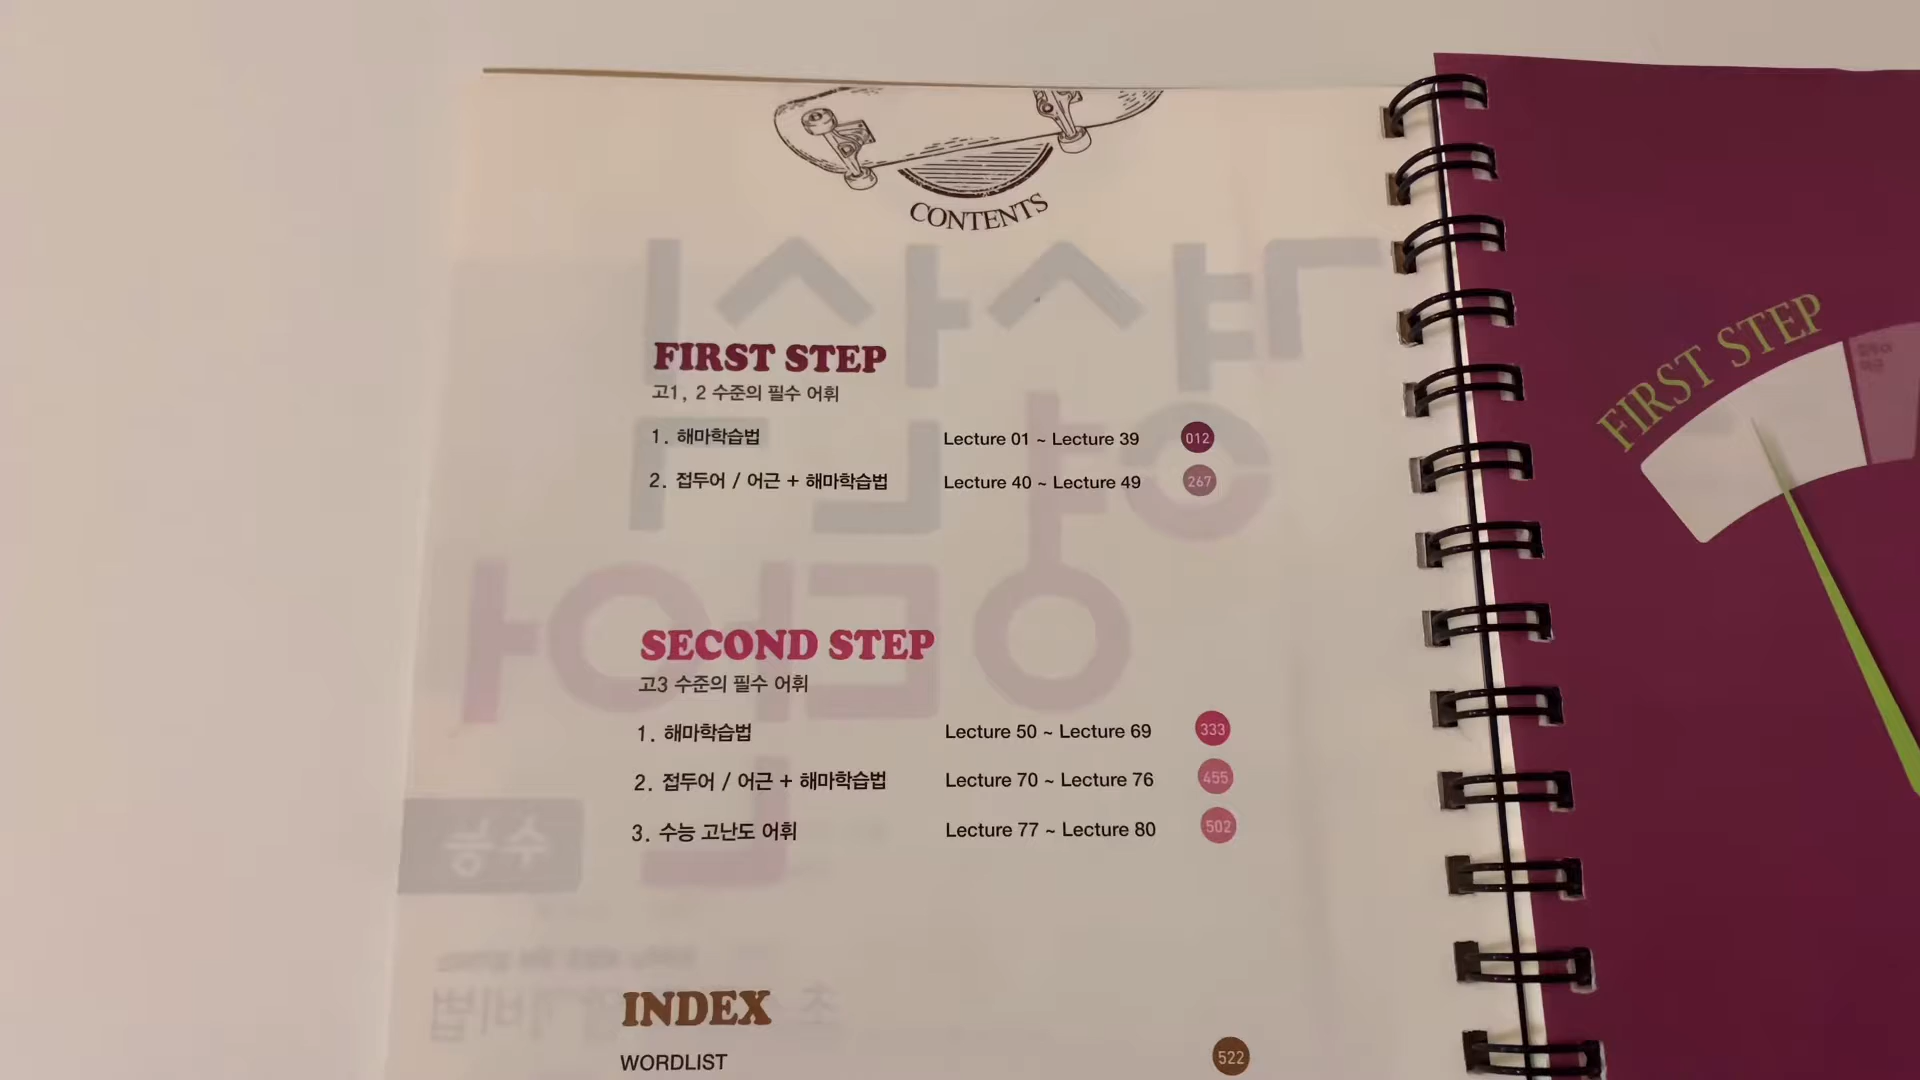 CONTENTS
FIRST STEP
고1, 2 수준의 필수 어휘
1. 해마학습법 Lecture 01 ~ Lecture 39 012
2. 접두어 / 어근 + 해마학습법 Lecture 40 ~ Lecture 49 267
SECOND STEP
고3 수준의 필수 어휘
1. 해마학습법 Lecture 50 ~ Lecture 69 333
2. 접두어 / 어근 + 해마학습법 Lecture 70 ~ Lecture 76 455
3. 수능 고난도 어휘 Lecture 77 ~ Lecture 80 502
INDEX
WORDLIST 522
FIRST STEP
접두어
어근